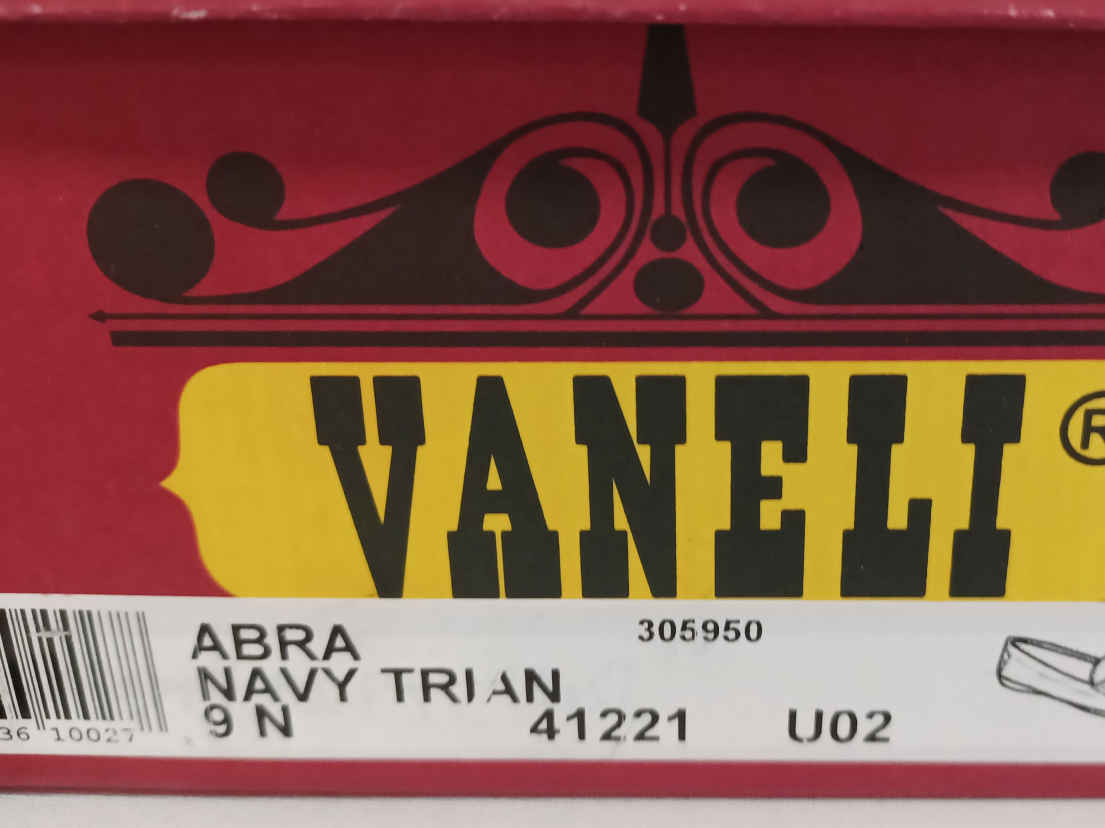 VANELI®
ABRA
305950
NAVY TRIAN
9 N
41221
U02
36 10027